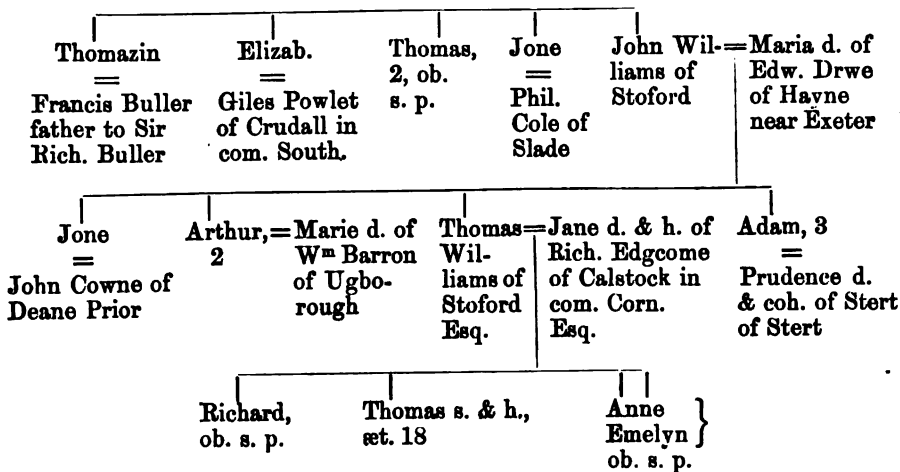 Thomazin
=
Francis Buller
father to Sir
Rich. Buller
Elizab.
=
Giles Powlet
of Crudall in
com. South.
Thomas,
2, ob.
s. p.
Jone
=
Phil.
Cole of
Slade
John Wil-
liams of
Stoford
=
Maria d. of
Edw. Drwe
of Hayne
near Exeter
Jone
=
John Cowne of
Deane Prior
Arthur,
2
=
Marie d. of
Wm Barron
of Ugbo-
rough
Thomas
Wil-
liams of
Stoford
Esq.
=
Jane d. & h. of
Rich. Edgcome
of Calstock in
com. Corn.
Esq.
Adam, 3
=
Prudence d.
& coh. of Stert
of Stert
Richard,
ob. s. p.
Thomas s. & h.,
æt. 18
Anne
Emelyn }
ob. s. p.